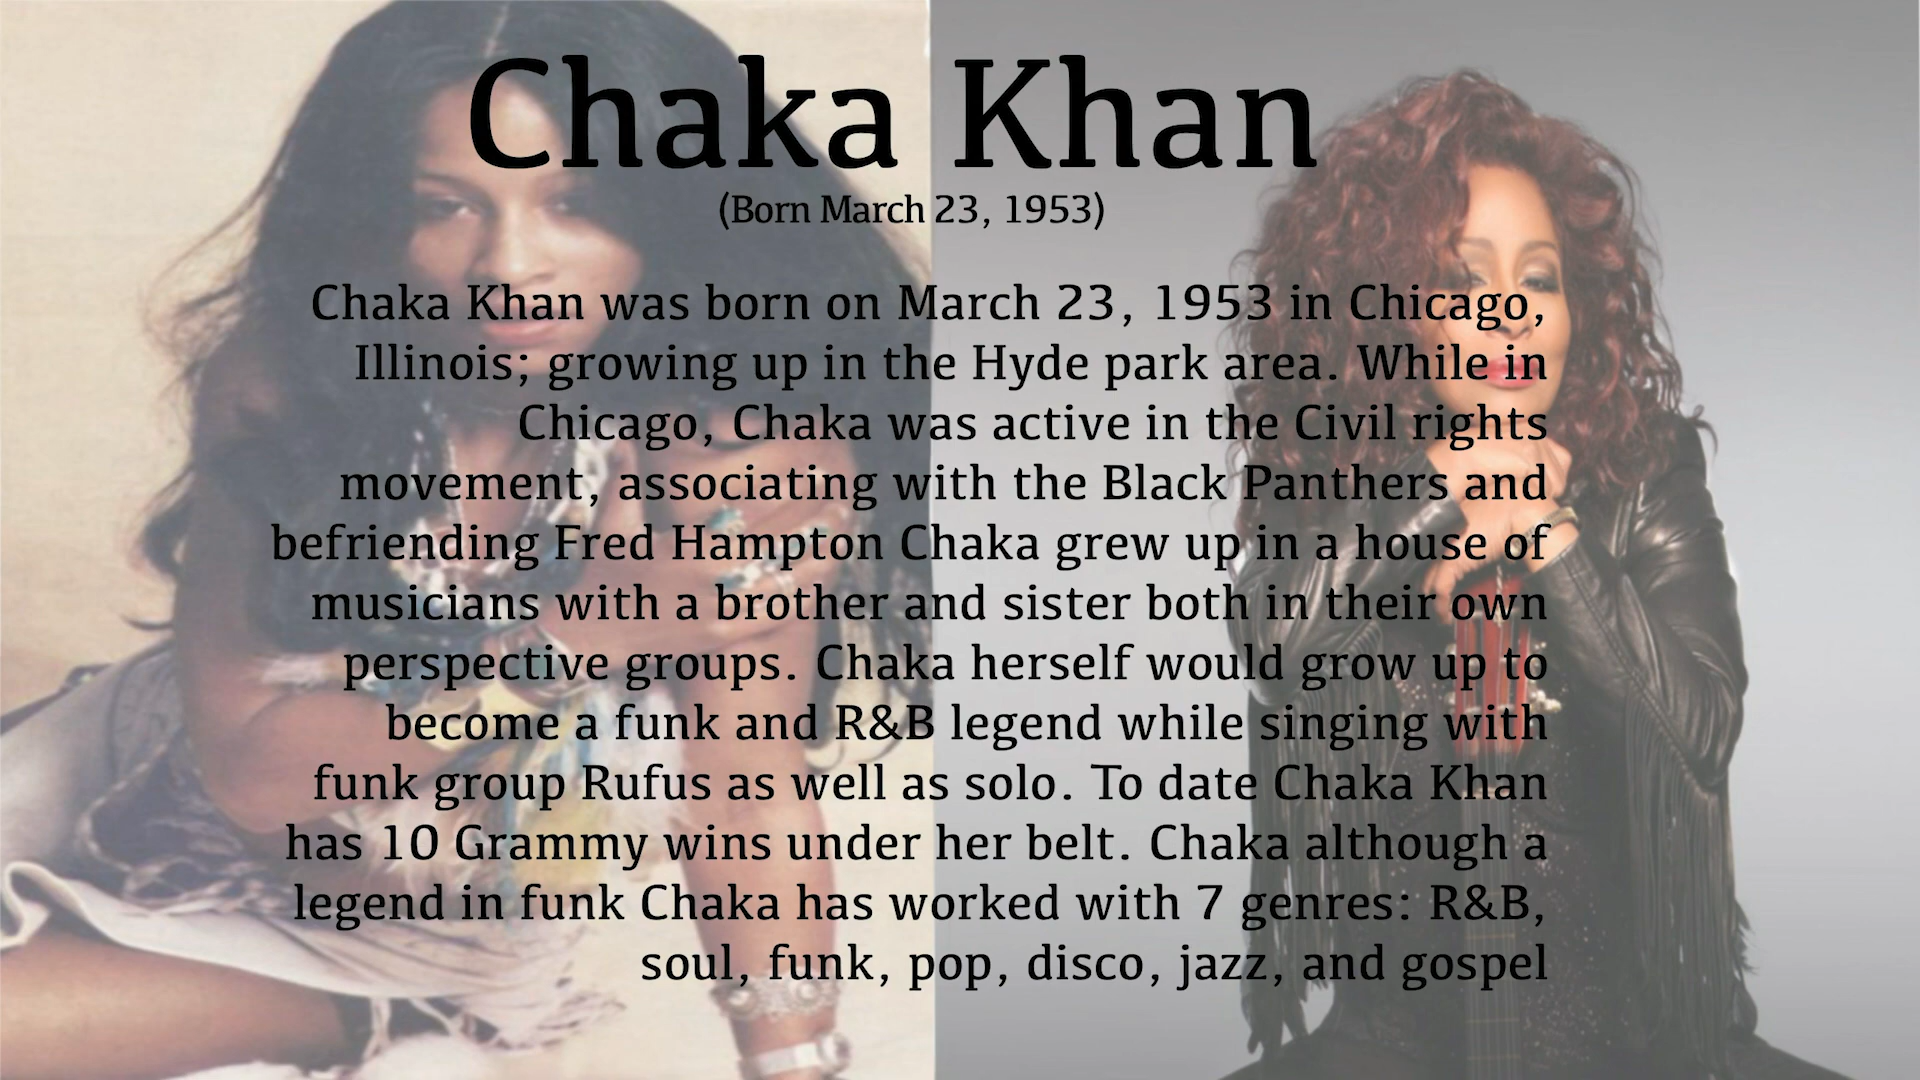 Chaka Khan
(Born March 23, 1953)
Chaka Khan was born on March 23, 1953 in Chicago,
Illinois; growing up in the Hyde park area. While in
Chicago, Chaka was active in the Civil rights
movement, associating with the Black Panthers and
befriending Fred Hampton Chaka grew up in a house of
musicians with a brother and sister both in their own
perspective groups. Chaka herself would grow up to
become a funk and R&B legend while singing with
funk group Rufus as well as solo. To date Chaka Khan
has 10 Grammy wins under her belt. Chaka although a
legend in funk Chaka has worked with 7 genres: R&B,
soul, funk, pop, disco, jazz, and gospel